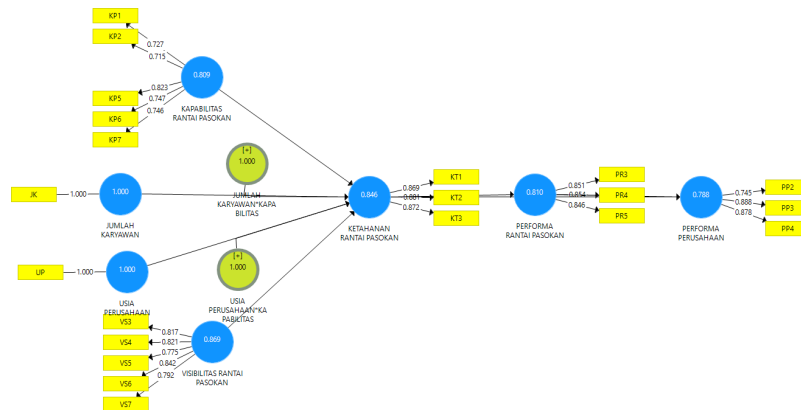 KP1
KP2
0.727
0.715
0.809
0.823
0.747
0.746
KP5
KP6
KP7
KAPABILITAS
RANTAI PASOKAN
[+]
1.000
JUMLAH
KARYAWAN*KAPA
BILITAS
JK
1.000
1.000
JUMLAH
KARYAWAN
0.846
KETAHANAN
RANTAI PASOKAN
0.869
0.881
0.872
KT1
KT2
KT3
0.810
PERFORMA
RANTAI PASOKAN
0.851
0.854
0.846
PR3
PR4
PR5
0.788
PERFORMA
PERUSAHAAN
0.745
0.888
0.878
PP2
PP3
PP4
UP
1.000
1.000
USIA
PERUSAHAAN
[+]
1.000
USIA
PERUSAHAAN*KA
PABILITAS
VS3
VS4
VS5
VS6
VS7
0.817
0.821
0.775
0.842
0.792
0.869
VISIBILITAS RANTAI
PASOKAN